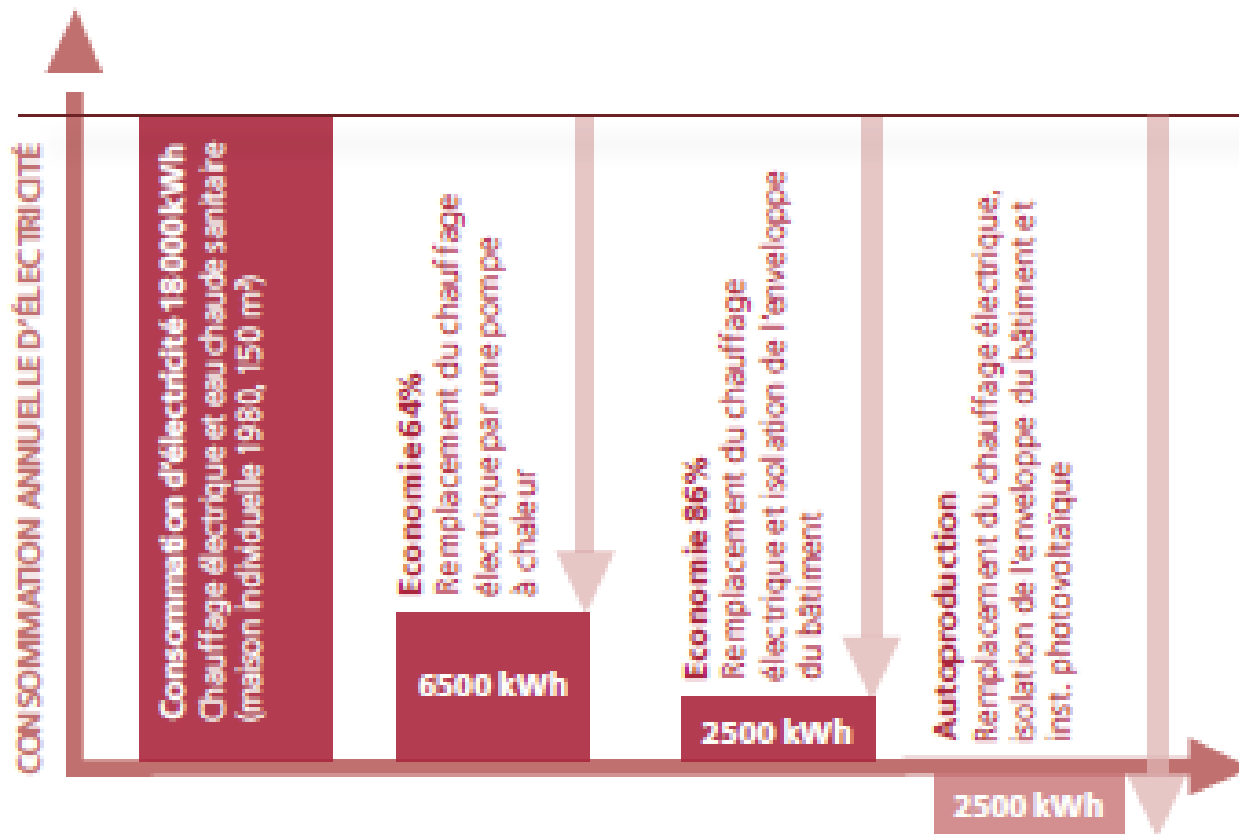 CONSOMMATION ANNUELLE D'ÉLECTRICITÉ
Consommation d'électricité 18000kWh
Chauffage électrique et eau chaude sanitaire
(maison individuelle 1980, 150 m²)
Economie 64%
Remplacement du chauffage
électrique par une pompe
à chaleur
6500 kWh
Economie 86%
Remplacement du chauffage
électrique et isolation de l'enveloppe
du bâtiment
2500 kWh
Autoproduction
Remplacement du chauffage électrique,
isolation de l'enveloppe du bâtiment et
inst. photovoltaïque
2500 kWh